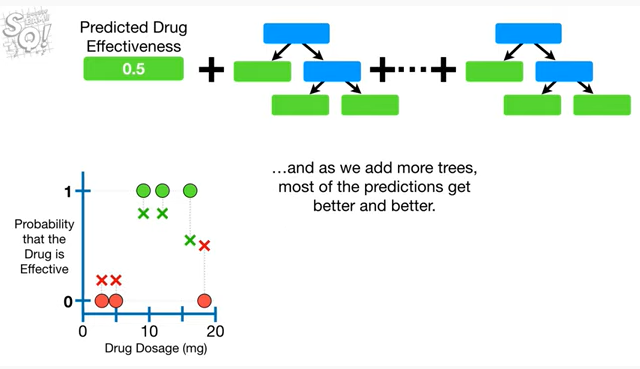 StatQuest!
Predicted Drug
Effectiveness
0.5
+
+
+
…and as we add more trees,
most of the predictions get
better and better.
1
Probability
that the
Drug is
Effective
0
0
10
20
Drug Dosage (mg)